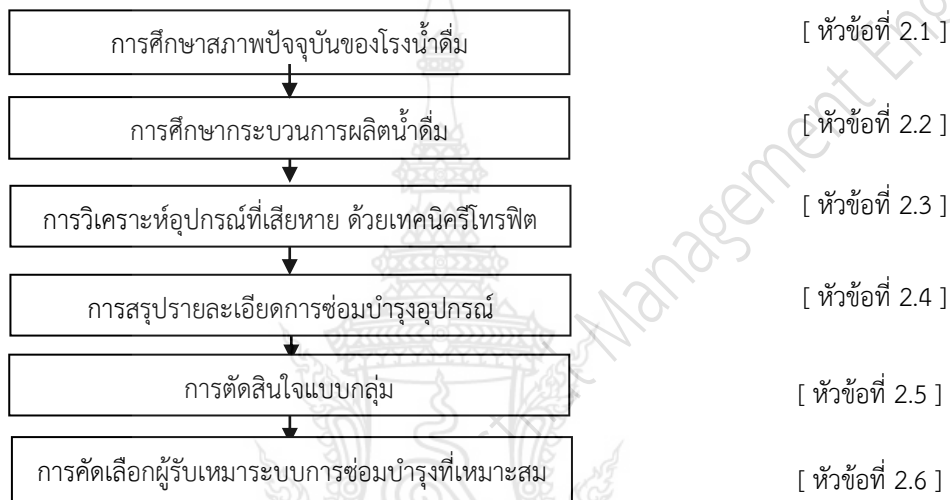 การศึกษาสภาพปัจจุบันของโรงน้ำดื่ม [ หัวข้อที่ 2.1 ]
การศึกษากระบวนการผลิตน้ำดื่ม [ หัวข้อที่ 2.2 ]
การวิเคราะห์อุปกรณ์ที่เสียหาย ด้วยเทคนิครีโทรฟิต [ หัวข้อที่ 2.3 ]
การสรุปรายละเอียดการซ่อมบำรุงอุปกรณ์ [ หัวข้อที่ 2.4 ]
การตัดสินใจแบบกลุ่ม [ หัวข้อที่ 2.5 ]
การคัดเลือกผู้รับเหมาระบบการซ่อมบำรุงที่เหมาะสม [ หัวข้อที่ 2.6 ]
Management